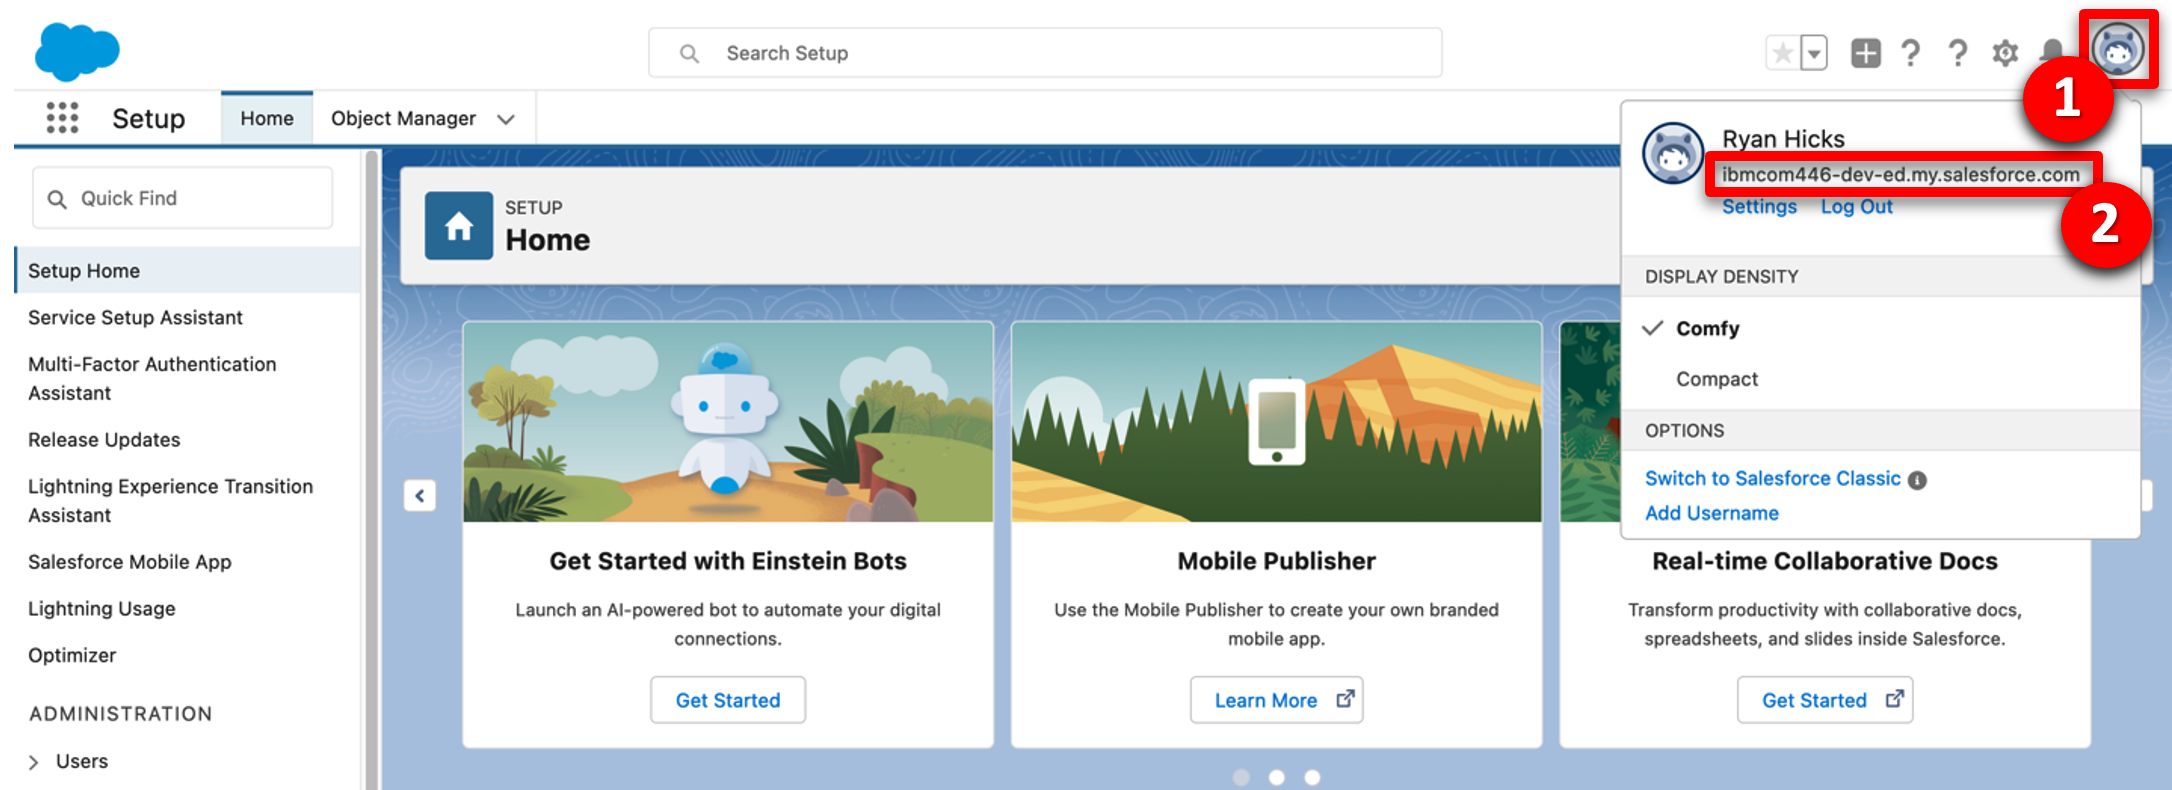 Search Setup
1
Setup
Home
Object Manager
Ryan Hicks
ibmcom446-dev-ed.my.salesforce.com
Settings Log Out
2
Quick Find
SETUP
Home
Setup Home
Service Setup Assistant
Multi-Factor Authentication
Assistant
Release Updates
Lightning Experience Transition
Assistant
Salesforce Mobile App
Lightning Usage
Optimizer
ADMINISTRATION
Users
DISPLAY DENSITY
Comfy
Compact
OPTIONS
Switch to Salesforce Classic
Add Username
Get Started with Einstein Bots
Launch an AI-powered bot to automate your digital
connections.
Get Started
Mobile Publisher
Use the Mobile Publisher to create your own branded
mobile app.
Learn More
Real-time Collaborative Docs
Transform productivity with collaborative docs,
spreadsheets, and slides inside Salesforce.
Get Started